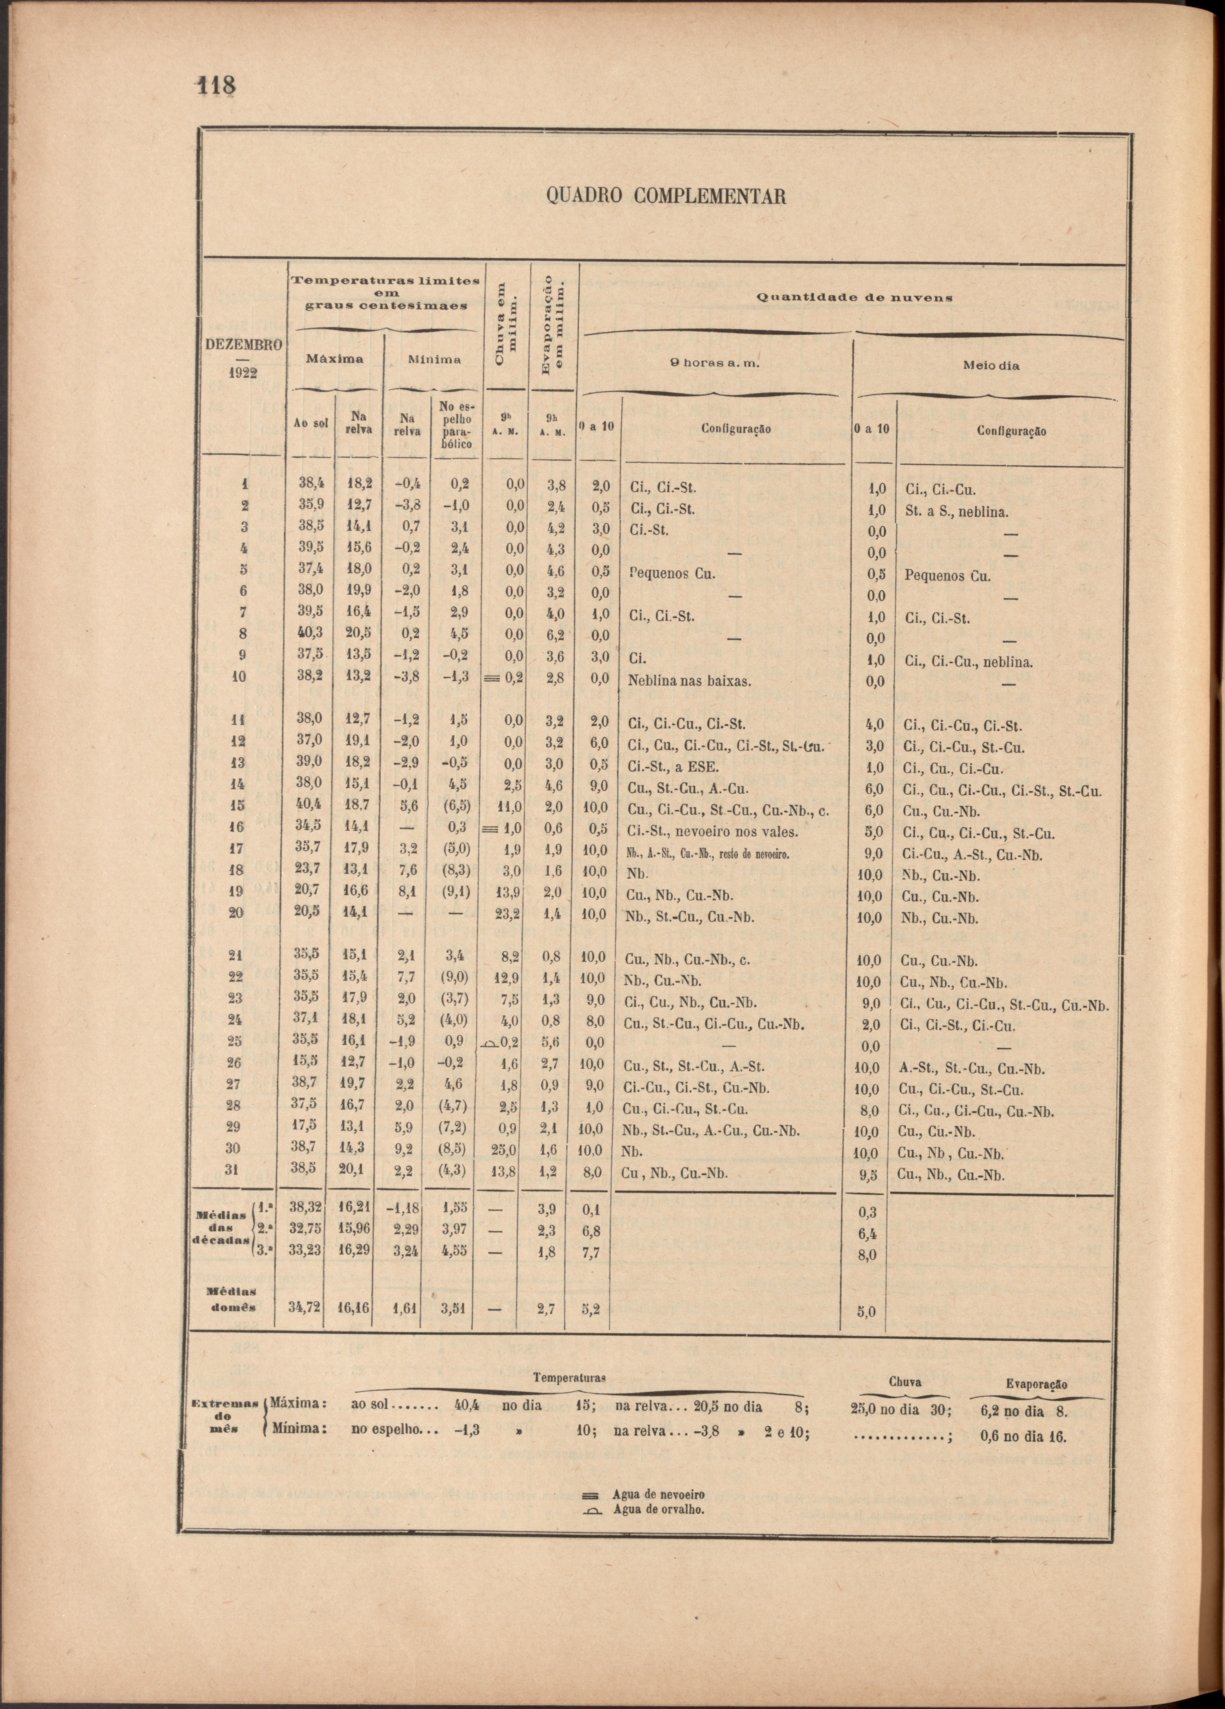 118
QUADRO COMPLEMENTAR
DEZEMBRO
—
1922
Temperaturas limites
em
graus centesimaes
Chuva em
milim.
Evaporação
em milim.
Quantidade de nuvens
Máxima Mínima 9 horas a. m. Meio dia
Ao sol Na relva Na relva No espelho parabólico 9h A. M. 9h A. M. 0 a 10 Configuração 0 a 10 Configuração
1 38,4 18,2 –0,4 0,2 0,0 3,8 2,0 Ci., Ci.-St. 1,0 Ci., Ci.-Cu.
2 35,9 12,7 –3,8 –1,0 0,0 2,4 0,5 Ci., Ci.-St. 1,0 St. a S., neblina.
3 38,5 14,1 0,7 3,1 0,0 4,2 3,0 Ci.-St. 0,0 —
4 39,5 15,6 –0,2 2,4 0,0 4,3 0,0 — 0,0 —
5 37,4 18,0 0,2 3,1 0,0 4,6 0,5 Pequenos Cu. 0,5 Pequenos Cu.
6 38,0 19,9 –2,0 1,8 0,0 3,2 0,0 — 0,0 —
7 39,5 16,4 –1,5 2,9 0,0 4,0 1,0 Ci., Ci.-St. 1,0 Ci., Ci.-St.
8 40,3 20,5 0,2 4,5 0,0 6,2 0,0 — 0,0 —
9 37,5 13,5 –1,2 –0,2 0,0 3,6 3,0 Ci. 1,0 Ci., Ci.-Cu., neblina.
10 38,2 13,2 –3,8 –1,3 ≡ 0,2 2,8 0,0 Neblina nas baixas. 0,0 —
11 38,0 12,7 –1,2 1,5 0,0 3,2 2,0 Ci., Ci.-Cu., Ci.-St. 4,0 Ci., Ci.-Cu., Ci.-St.
12 37,0 19,1 –2,0 1,0 0,0 3,2 6,0 Ci., Cu., Ci.-Cu., Ci.-St., St.-Cu. 3,0 Ci., Ci.-Cu., St.-Cu.
13 39,0 18,2 –2,9 –0,5 0,0 3,0 0,5 Ci.-St., a ESE. 1,0 Ci., Cu., Ci.-Cu.
14 38,0 15,1 –0,1 4,5 2,5 4,6 9,0 Cu., St.-Cu., A.-Cu. 6,0 Ci., Cu., Ci.-Cu., Ci.-St., St.-Cu.
15 40,4 18,7 5,6 (6,5) 11,0 2,0 10,0 Cu., Ci.-Cu., St.-Cu., Cu.-Nb., c. 6,0 Cu., Cu.-Nb.
16 34,5 14,1 — 0,3 ≡ 1,0 0,6 0,5 Ci.-St., nevoeiro nos vales. 5,0 Ci., Cu., Ci.-Cu., St.-Cu.
17 35,7 17,9 3,2 (5,0) 1,9 1,9 10,0 Nb., A.-St., Cu.-Nb., resto de nevoeiro. 9,0 Ci.-Cu., A.-St., Cu.-Nb.
18 23,7 13,1 7,6 (8,3) 3,0 1,6 10,0 Nb. 10,0 Nb., Cu.-Nb.
19 20,7 16,6 8,1 (9,1) 13,9 2,0 10,0 Cu., Nb., Cu.-Nb. 10,0 Cu., Cu.-Nb.
20 20,5 14,1 — — 23,2 1,4 10,0 Nb., St.-Cu., Cu.-Nb. 10,0 Nb., Cu.-Nb.
21 35,5 15,1 2,1 3,4 8,2 0,8 10,0 Cu., Nb., Cu.-Nb., c. 10,0 Cu., Cu.-Nb.
22 35,5 15,4 7,7 (9,0) 12,9 1,4 10,0 Nb., Cu.-Nb. 10,0 Cu., Nb., Cu.-Nb.
23 35,5 17,9 2,0 (3,7) 7,5 1,3 9,0 Ci., Cu., Nb., Cu.-Nb. 9,0 Ci., Cu., Ci.-Cu., St.-Cu., Cu.-Nb.
24 37,1 18,1 5,2 (4,0) 4,0 0,8 8,0 Cu., St.-Cu., Ci.-Cu., Cu.-Nb. 2,0 Ci., Ci.-St., Ci.-Cu.
25 35,5 16,1 –1,9 0,9 ⌓ 0,2 5,6 0,0 — 0,0 —
26 15,5 12,7 –1,0 –0,2 1,6 2,7 10,0 Cu., St., St.-Cu., A.-St. 10,0 A.-St., St.-Cu., Cu.-Nb.
27 38,7 19,7 2,2 4,6 1,8 0,9 9,0 Ci.-Cu., Ci.-St., Cu.-Nb. 10,0 Cu., Ci.-Cu., St.-Cu.
28 37,5 16,7 2,0 (4,7) 2,5 1,3 1,0 Cu., Ci.-Cu., St.-Cu. 8,0 Ci., Cu., Ci.-Cu., Cu.-Nb.
29 17,5 13,1 5,9 (7,2) 0,9 2,1 10,0 Nb., St.-Cu., A.-Cu., Cu.-Nb. 10,0 Cu., Cu.-Nb.
30 38,7 14,3 9,2 (8,5) 25,0 1,6 10,0 Nb. 10,0 Cu., Nb., Cu.-Nb.
31 38,5 20,1 2,2 (4,3) 13,8 1,2 8,0 Cu., Nb., Cu.-Nb. 9,5 Cu., Nb., Cu.-Nb.
Médias das décadas
1.ª 38,32 16,21 –1,18 1,55 — 3,9 0,1 0,3
2.ª 32,75 15,96 2,29 3,97 — 2,3 6,8 6,4
3.ª 33,23 16,29 3,24 4,55 — 1,8 7,7 8,0
Médias
do mês 34,72 16,16 1,61 3,51 — 2,7 5,2 5,0
Temperaturas Chuva Evaporação
Extremas do mês
Máxima: ao sol....... 40,4 no dia 15; na relva... 20,5 no dia 8; 25,0 no dia 30; 6,2 no dia 8.
Mínima: no espelho... –1,3 » 10; na relva... –3,8 » 2 e 10; .............; 0,6 no dia 16.
≡ Agua de nevoeiro
⌓ Agua de orvalho.